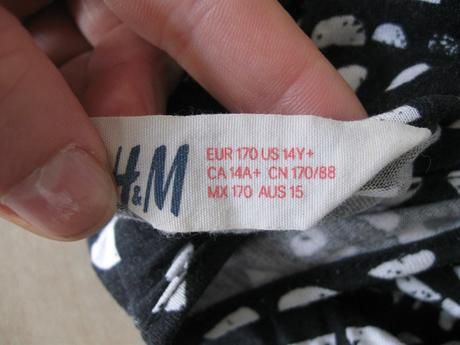 H&M
EUR 170 US 14Y+
CA 14A+ CN 170/88
MX 170 AUS 15